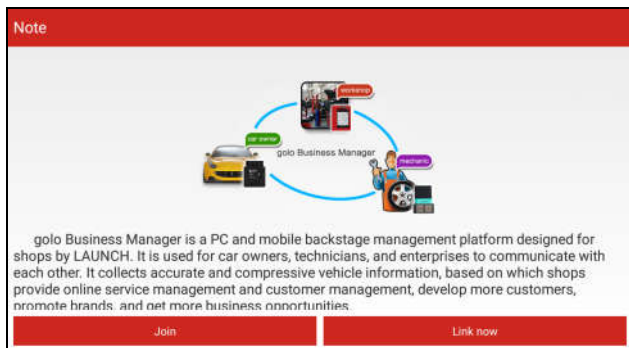 Note
workshop
car owner
golo Business Manager
mechanic
golo Business Manager is a PC and mobile backstage management platform designed for
shops by LAUNCH. It is used for car owners, technicians, and enterprises to communicate with
each other. It collects accurate and compressive vehicle information, based on which shops
provide online service management and customer management, develop more customers,
promote brands, and get more business opportunities.
Join
Link now